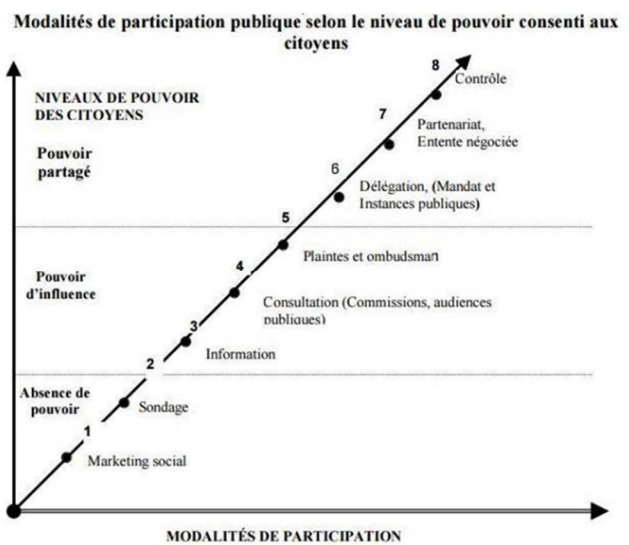 Modalités de participation publique selon le niveau de pouvoir consenti aux
citoyens
8
Contrôle
NIVEAUX DE POUVOIR
DES CITOYENS
7
Partenariat,
Entente négociée
Pouvoir
partagé
6
Délégation, (Mandat et
Instances publiques)
5
Plaintes et ombudsman
4
Pouvoir
d'influence
Consultation (Commissions, audiences
publiques)
3
Information
2
Absence de
pouvoir
Sondage
1
Marketing social
MODALITÉS DE PARTICIPATION